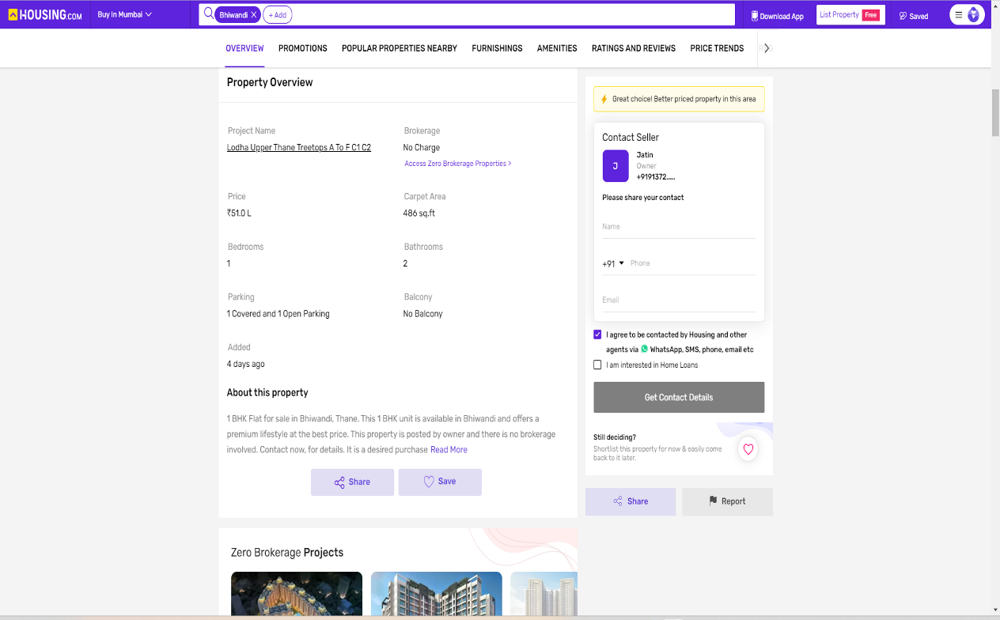 HOUSING.COM
Buy In Mumbai
Bhiwandi X
+ Add
Download App
List Property Free
Saved
OVERVIEW PROMOTIONS POPULAR PROPERTIES NEARBY FURNISHINGS AMENITIES RATINGS AND REVIEWS PRICE TRENDS
Property Overview
Project Name
Lodha Upper Thane Treetops A To F C1 C2
Brokerage
No Charge
Access Zero Brokerage Properties >
Price
₹51.0 L
Carpet Area
486 sq.ft
Bedrooms
1
Bathrooms
2
Parking
1 Covered and 1 Open Parking
Balcony
No Balcony
Added
4 days ago
About this property
1 BHK Flat for sale in Bhiwandi, Thane. This 1 BHK unit is available in Bhiwandi and offers a
premium lifestyle at the best price. This property is posted by owner and there is no brokerage
involved. Contact now, for details. It is a desired purchase Read More
Share
Save
Zero Brokerage Projects
Great choice! Better priced property in this area
Contact Seller
J
Jatin
Owner
+9191372.....
Please share your contact
Name
+91 Phone
Email
I agree to be contacted by Housing and other
agents via WhatsApp, SMS, phone, email etc
I am interested in Home Loans
Get Contact Details
Still deciding?
Shortlist this property for now & easily come
back to it later.
Share
Report